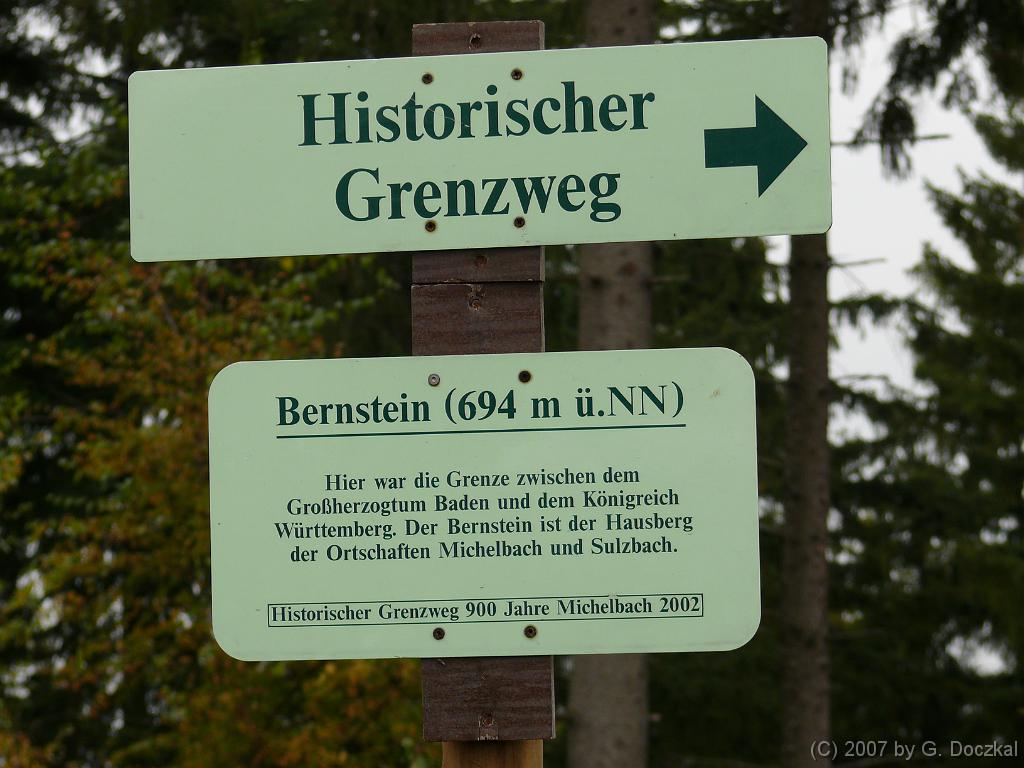 Historischer
Grenzweg
Bernstein (694 m ü.NN)
Hier war die Grenze zwischen dem
Großherzogtum Baden und dem Königreich
Württemberg. Der Bernstein ist der Hausberg
der Ortschaften Michelbach und Sulzbach.
Historischer Grenzweg 900 Jahre Michelbach 2002
(C) 2007 by G. Doczkal